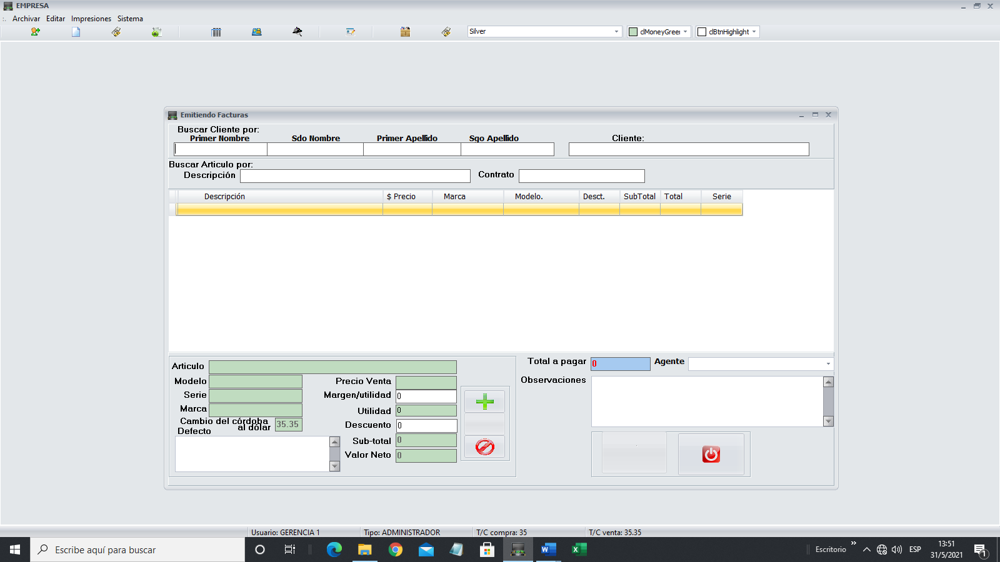 EMPRESA
Archivar Editar Impresiones Sistema
Silver clMoneyGreen clBtnHighlight
Emitiendo Facturas
Buscar Cliente por:
Primer Nombre Sdo Nombre Primer Apellido Sgo Apellido Cliente:
Buscar Articulo por:
Descripción Contrato
Descripción $ Precio Marca Modelo. Desct. SubTotal Total Serie
Articulo
Modelo
Serie
Marca
Cambio del córdoba
al dólar 35.35
Defecto
Precio Venta
Margen/utilidad 0
Utilidad 0
Descuento 0
Sub-total 0
Valor Neto 0
Total a pagar 0 Agente
Observaciones
Usuario: GERENCIA 1 Tipo: ADMINISTRADOR T/C compra: 35 T/C venta: 35.35
Escribe aquí para buscar
Escritorio » ESP 13:51
31/5/2021
1